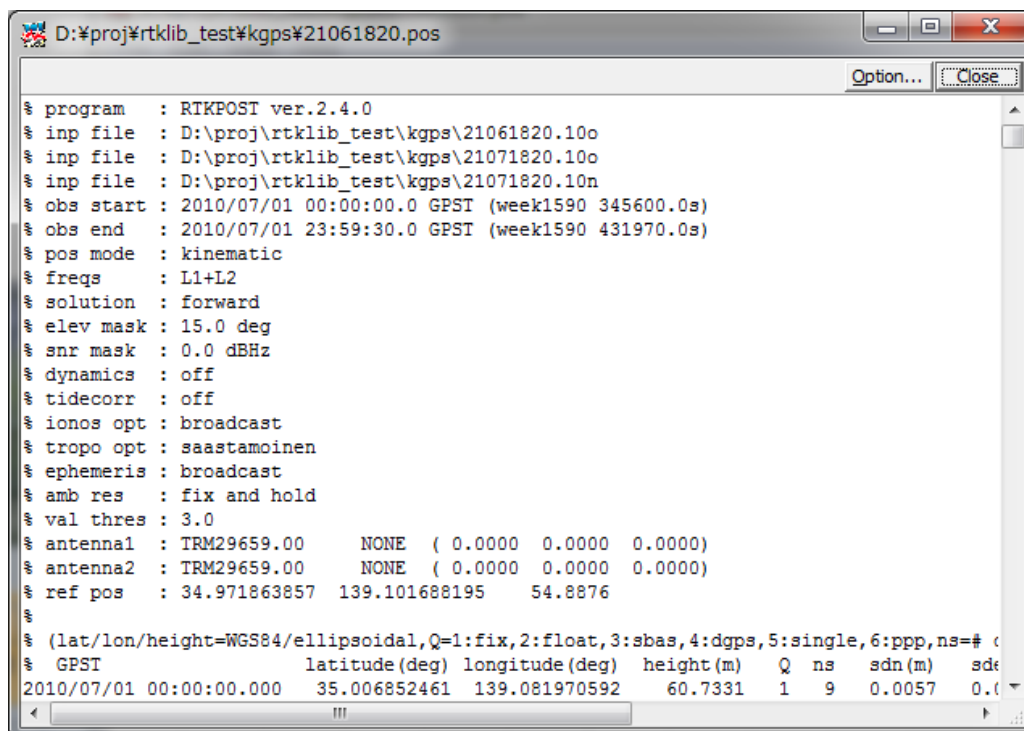 D:¥proj¥rtklib_test¥kgps¥21061820.pos
Option... Close
% program   : RTKPOST ver.2.4.0
% inp file  : D:\proj\rtklib_test\kgps\21061820.10o
% inp file  : D:\proj\rtklib_test\kgps\21071820.10o
% inp file  : D:\proj\rtklib_test\kgps\21071820.10n
% obs start : 2010/07/01 00:00:00.0 GPST (week1590 345600.0s)
% obs end   : 2010/07/01 23:59:30.0 GPST (week1590 431970.0s)
% pos mode  : kinematic
% freqs     : L1+L2
% solution  : forward
% elev mask : 15.0 deg
% snr mask  : 0.0 dBHz
% dynamics  : off
% tidecorr  : off
% ionos opt : broadcast
% tropo opt : saastamoinen
% ephemeris : broadcast
% amb res   : fix and hold
% val thres : 3.0
% antenna1  : TRM29659.00     NONE  ( 0.0000  0.0000  0.0000)
% antenna2  : TRM29659.00     NONE  ( 0.0000  0.0000  0.0000)
% ref pos   : 34.971863857  139.101688195    54.8876
%
% (lat/lon/height=WGS84/ellipsoidal,Q=1:fix,2:float,3:sbas,4:dgps,5:single,6:ppp,ns=#
%  GPST                  latitude(deg) longitude(deg)  height(m)   Q  ns   sdn(m)   sde
2010/07/01 00:00:00.000   35.006852461  139.081970592    60.7331   1   9   0.0057   0.